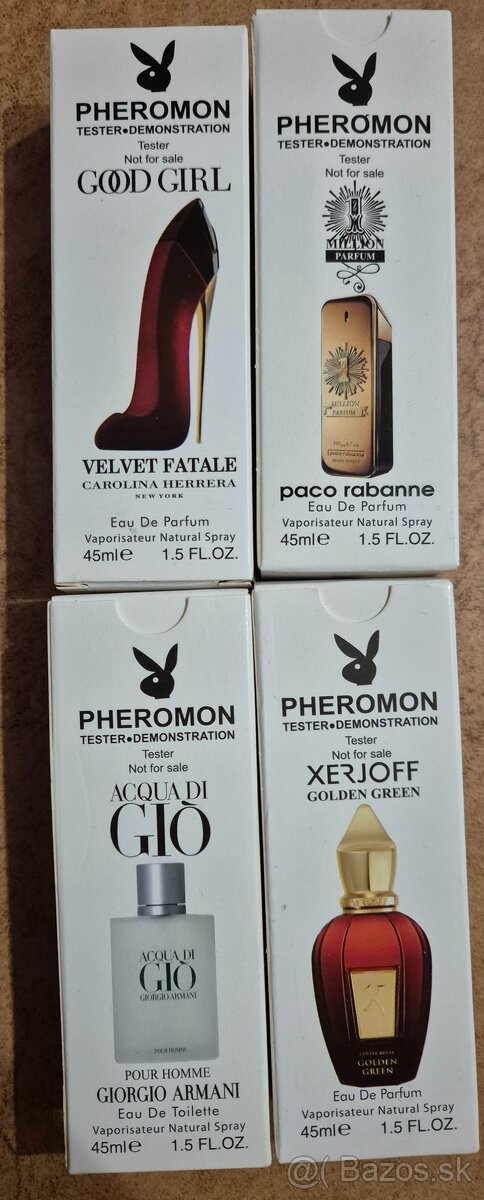 PHEROMON
TESTER●DEMONSTRATION
Tester
Not for sale
GOOD GIRL
VELVET FATALE
CAROLINA HERRERA
NEW YORK
Eau De Parfum
Vaporisateur Natural Spray
45ml℮ 1.5 FL.OZ.
PHEROMON
TESTER●DEMONSTRATION
Tester
Not for sale
1
MILLION
PARFUM
1
MILLION
PARFUM
paco rabanne
paco rabanne
Eau De Parfum
Vaporisateur Natural Spray
45ml℮ 1.5 FL.OZ.
PHEROMON
TESTER●DEMONSTRATION
Tester
Not for sale
ACQUA DI
GIÒ
ACQUA DI
GIÒ
GIORGIO ARMANI
POUR HOMME
POUR HOMME
GIORGIO ARMANI
Eau De Toilette
Vaporisateur Natural Spray
45ml℮ 1.5 FL.OZ.
PHEROMON
TESTER●DEMONSTRATION
Tester
Not for sale
XERJOFF
GOLDEN GREEN
X
GOLDEN
GREEN
Eau De Parfum
Vaporisateur Natural Spray
45ml℮ 1.5 FL.OZ.
Bazos.sk